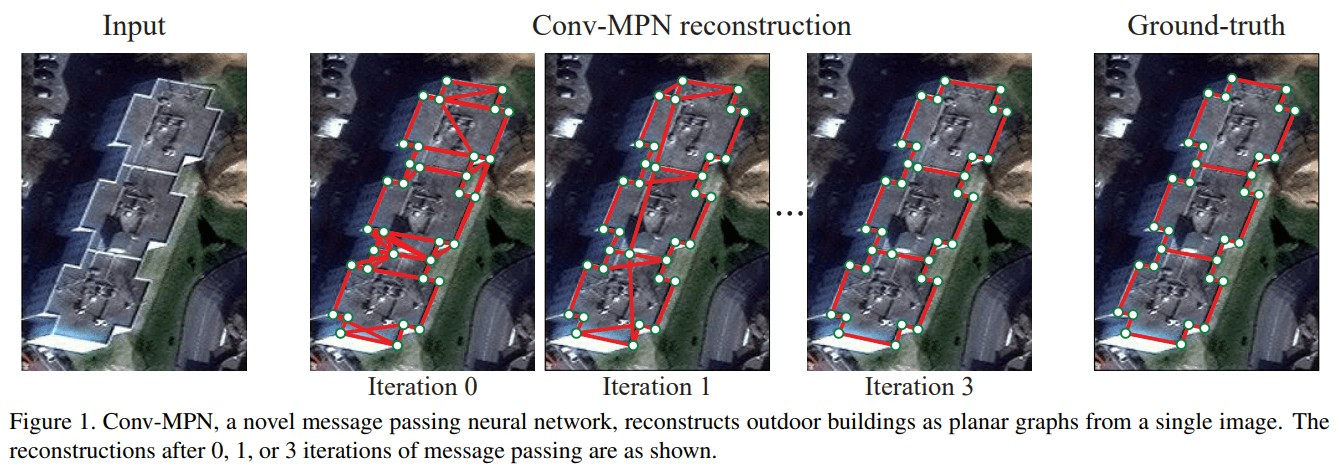 Input
Conv-MPN reconstruction
Ground-truth
...
Iteration 0
Iteration 1
Iteration 3
Figure 1. Conv-MPN, a novel message passing neural network, reconstructs outdoor buildings as planar graphs from a single image. The
reconstructions after 0, 1, or 3 iterations of message passing are as shown.